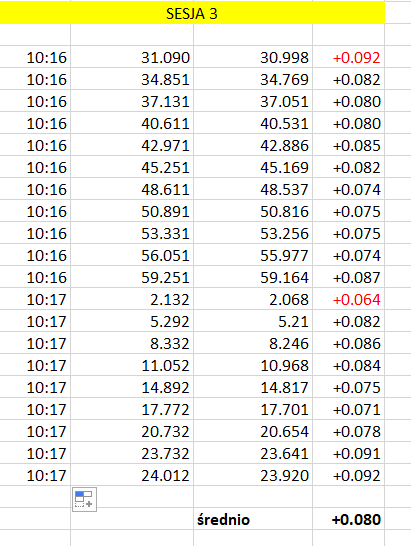 SESJA 3
10:16 31.090 30.998 +0.092
10:16 34.851 34.769 +0.082
10:16 37.131 37.051 +0.080
10:16 40.611 40.531 +0.080
10:16 42.971 42.886 +0.085
10:16 45.251 45.169 +0.082
10:16 48.611 48.537 +0.074
10:16 50.891 50.816 +0.075
10:16 53.331 53.256 +0.075
10:16 56.051 55.977 +0.074
10:16 59.251 59.164 +0.087
10:17 2.132 2.068 +0.064
10:17 5.292 5.21 +0.082
10:17 8.332 8.246 +0.086
10:17 11.052 10.968 +0.084
10:17 14.892 14.817 +0.075
10:17 17.772 17.701 +0.071
10:17 20.732 20.654 +0.078
10:17 23.732 23.641 +0.091
10:17 24.012 23.920 +0.092
średnio +0.080